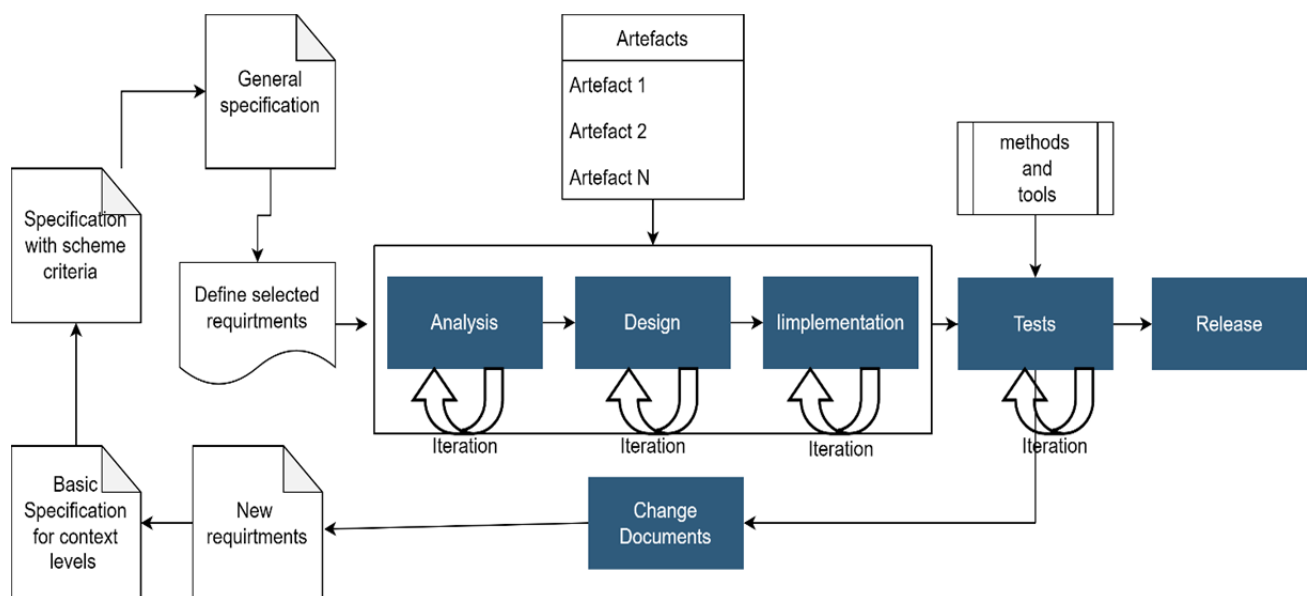 Artefacts
Artefact 1
Artefact 2
Artefact N
General
specification
methods
and
tools
Specification
with scheme
criteria
Define selected
requirtments
Analysis
Design
Iimplementation
Tests
Release
Iteration
Iteration
Iteration
Iteration
Basic
Specification
for context
levels
New
requirtments
Change
Documents